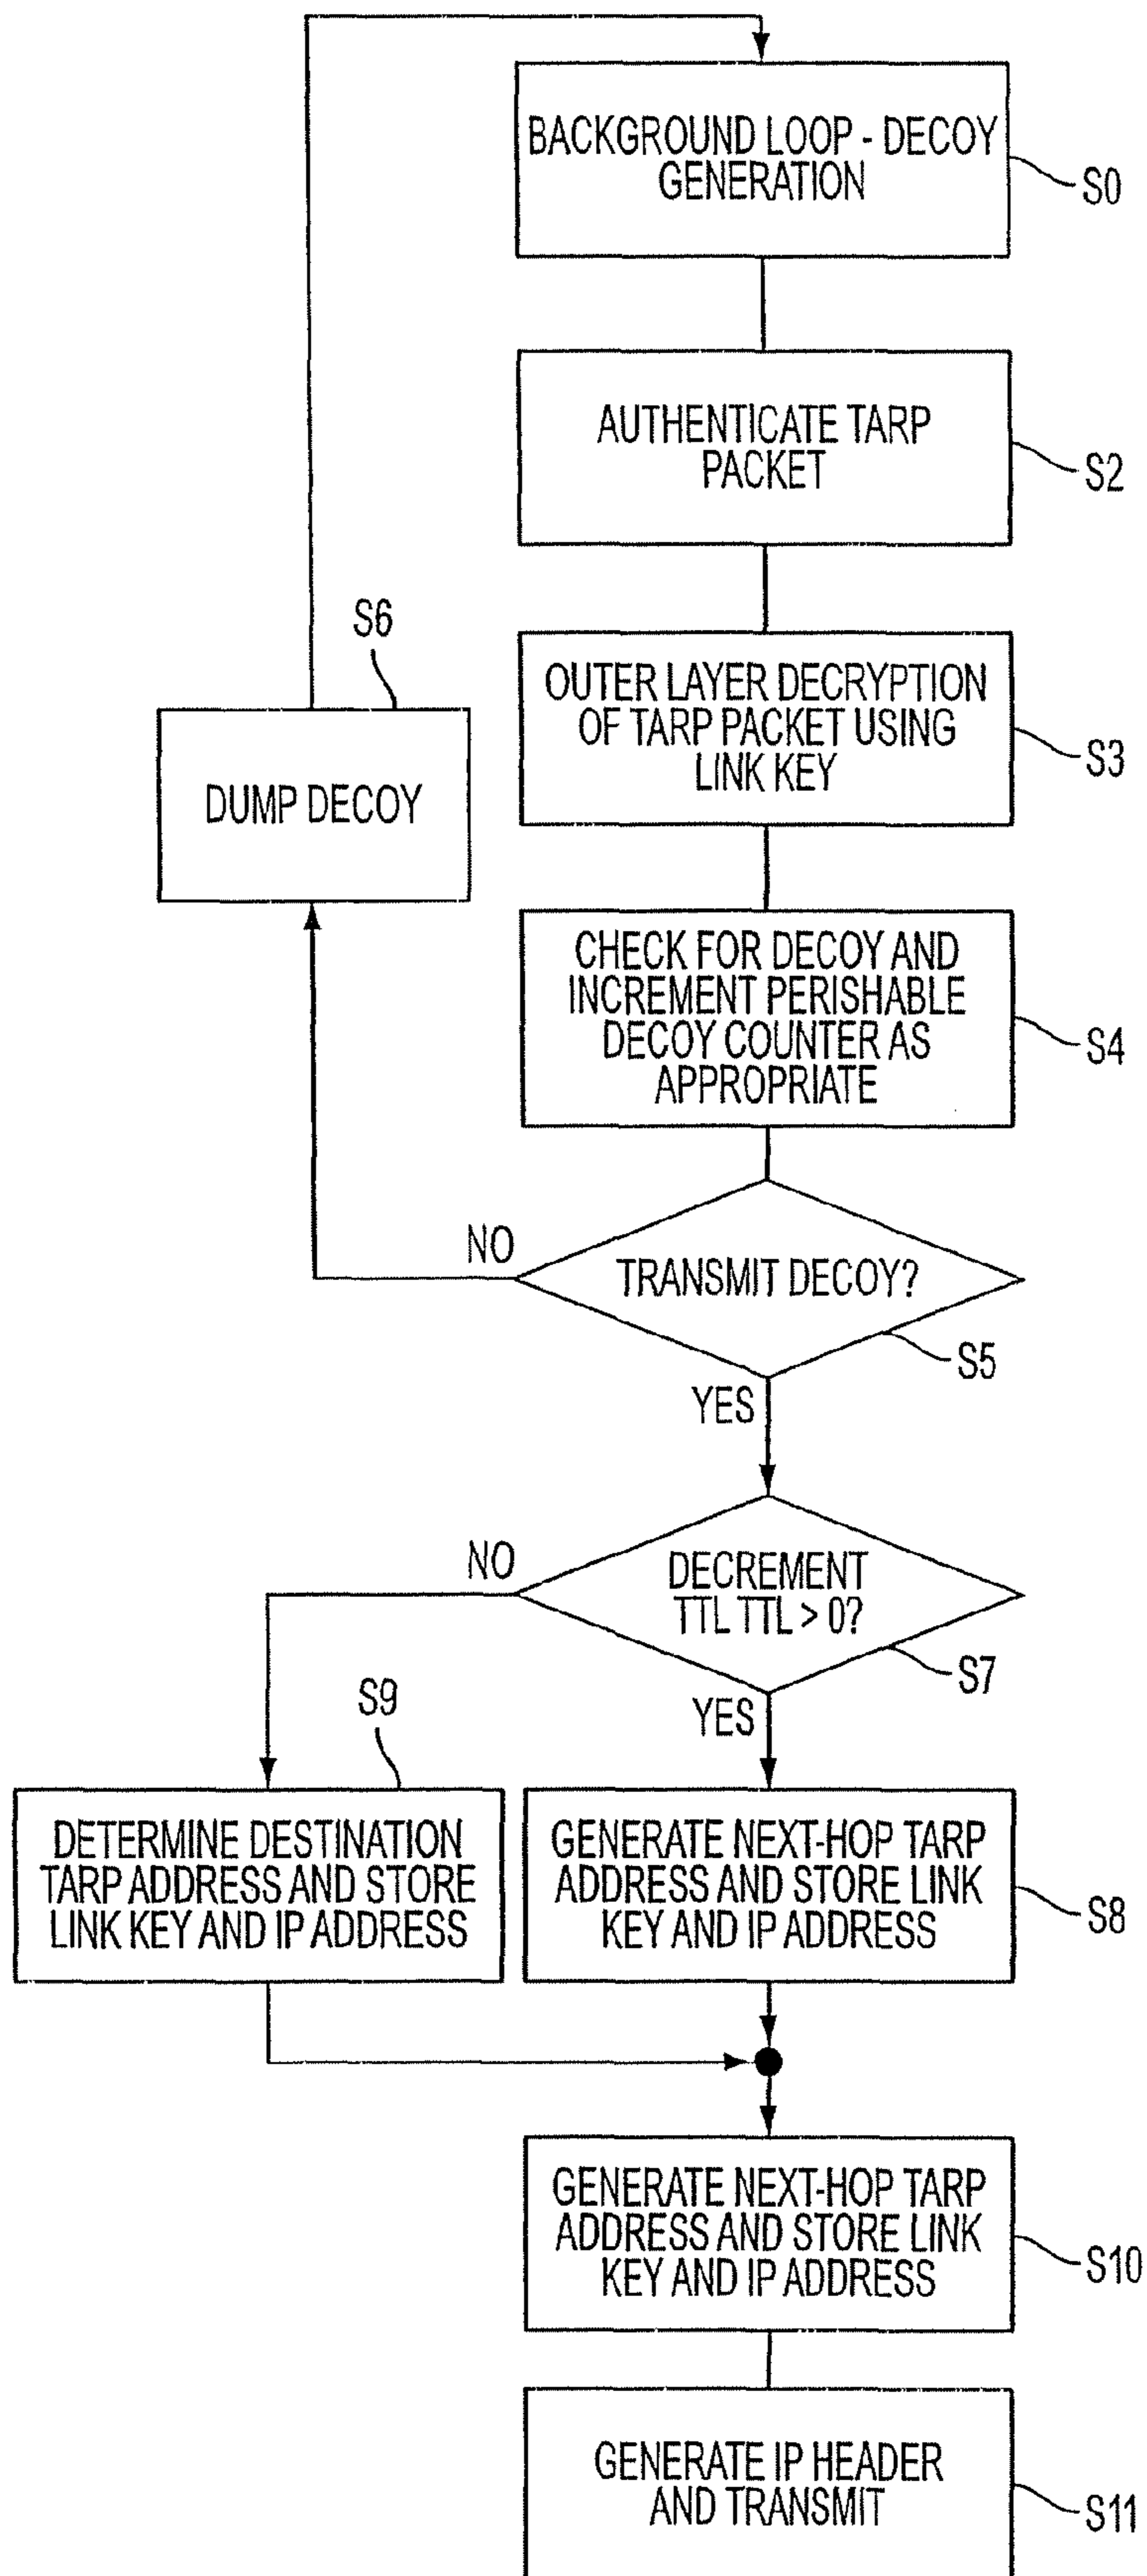 BACKGROUND LOOP - DECOY
GENERATION
S0
AUTHENTICATE TARP
PACKET
S2
OUTER LAYER DECRYPTION
OF TARP PACKET USING
LINK KEY
S3
S6
DUMP DECOY
CHECK FOR DECOY AND
INCREMENT PERISHABLE
DECOY COUNTER AS
APPROPRIATE
S4
NO
TRANSMIT DECOY?
S5
YES
NO
DECREMENT
TTL TTL > 0?
S7
YES
S9
DETERMINE DESTINATION
TARP ADDRESS AND STORE
LINK KEY AND IP ADDRESS
GENERATE NEXT-HOP TARP
ADDRESS AND STORE LINK
KEY AND IP ADDRESS
S8
GENERATE NEXT-HOP TARP
ADDRESS AND STORE LINK
KEY AND IP ADDRESS
S10
GENERATE IP HEADER
AND TRANSMIT
S11